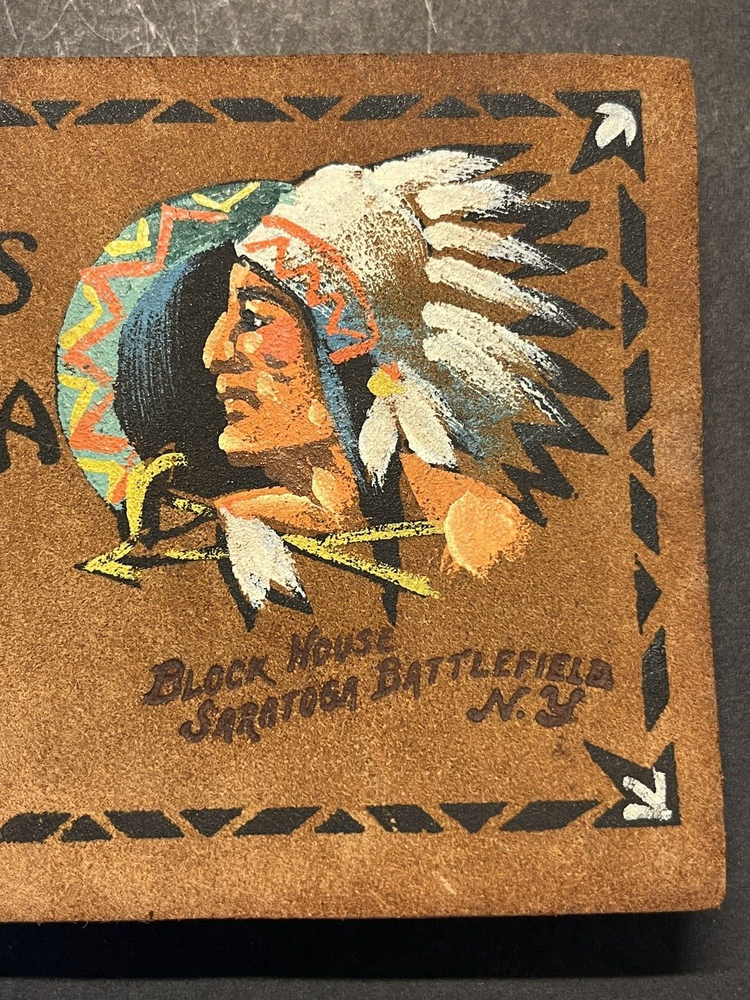 S
A
Block House
Saratoga Battlefield
N.Y.